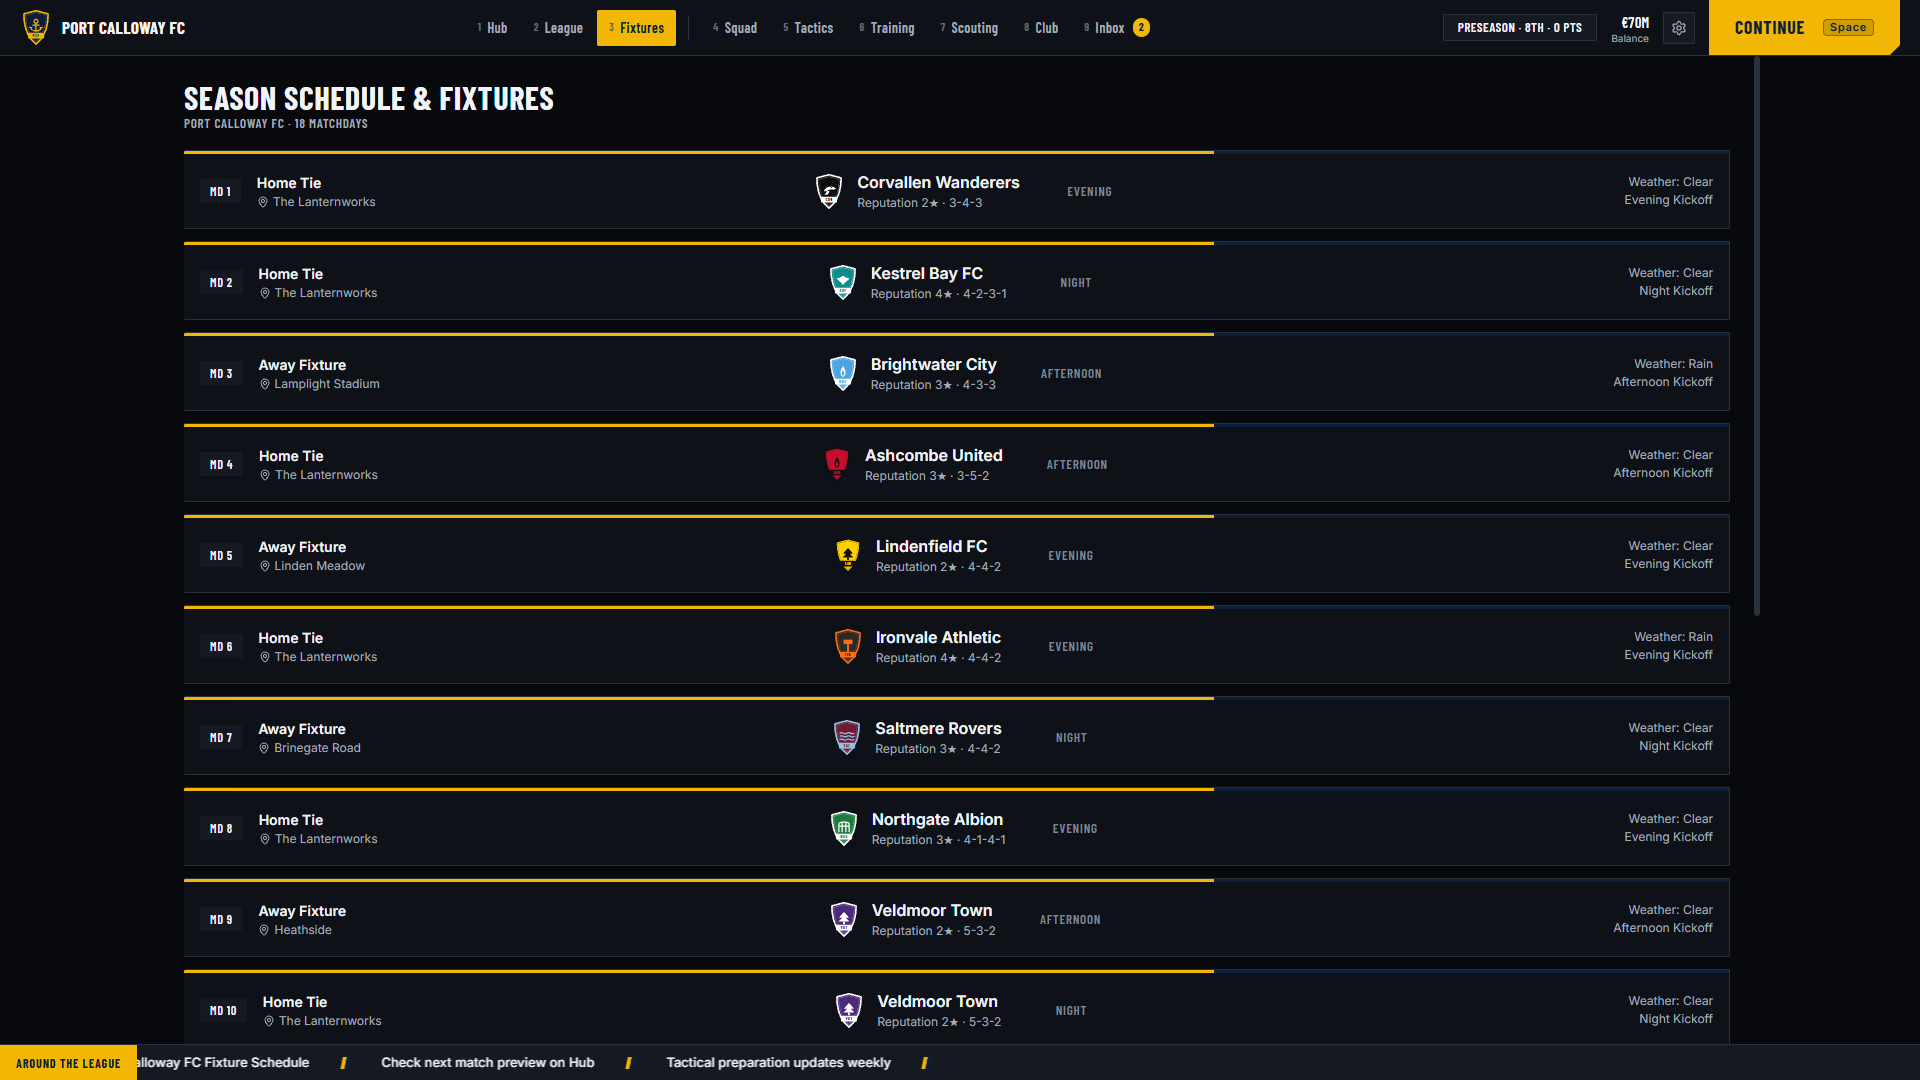 PORT CALLOWAY FC
1 Hub
2 League
3 Fixtures
4 Squad
5 Tactics
6 Training
7 Scouting
8 Club
9 Inbox 2
PRESEASON · 8TH · 0 PTS
€70M
Balance
CONTINUE Space
SEASON SCHEDULE & FIXTURES
PORT CALLOWAY FC · 18 MATCHDAYS
MD 1
Home Tie
The Lanternworks
Corvallen Wanderers
Reputation 2★ · 3-4-3
EVENING
Weather: Clear
Evening Kickoff
MD 2
Home Tie
The Lanternworks
Kestrel Bay FC
Reputation 4★ · 4-2-3-1
NIGHT
Weather: Clear
Night Kickoff
MD 3
Away Fixture
Lamplight Stadium
Brightwater City
Reputation 3★ · 4-3-3
AFTERNOON
Weather: Rain
Afternoon Kickoff
MD 4
Home Tie
The Lanternworks
Ashcombe United
Reputation 3★ · 3-5-2
AFTERNOON
Weather: Clear
Afternoon Kickoff
MD 5
Away Fixture
Linden Meadow
Lindenfield FC
Reputation 2★ · 4-4-2
EVENING
Weather: Clear
Evening Kickoff
MD 6
Home Tie
The Lanternworks
Ironvale Athletic
Reputation 4★ · 4-4-2
EVENING
Weather: Rain
Evening Kickoff
MD 7
Away Fixture
Brinegate Road
Saltmere Rovers
Reputation 3★ · 4-4-2
NIGHT
Weather: Clear
Night Kickoff
MD 8
Home Tie
The Lanternworks
Northgate Albion
Reputation 3★ · 4-1-4-1
EVENING
Weather: Clear
Evening Kickoff
MD 9
Away Fixture
Heathside
Veldmoor Town
Reputation 2★ · 5-3-2
AFTERNOON
Weather: Clear
Afternoon Kickoff
MD 10
Home Tie
The Lanternworks
Veldmoor Town
Reputation 2★ · 5-3-2
NIGHT
Weather: Clear
Night Kickoff
AROUND THE LEAGUE
alloway FC Fixture Schedule / Check next match preview on Hub / Tactical preparation updates weekly /